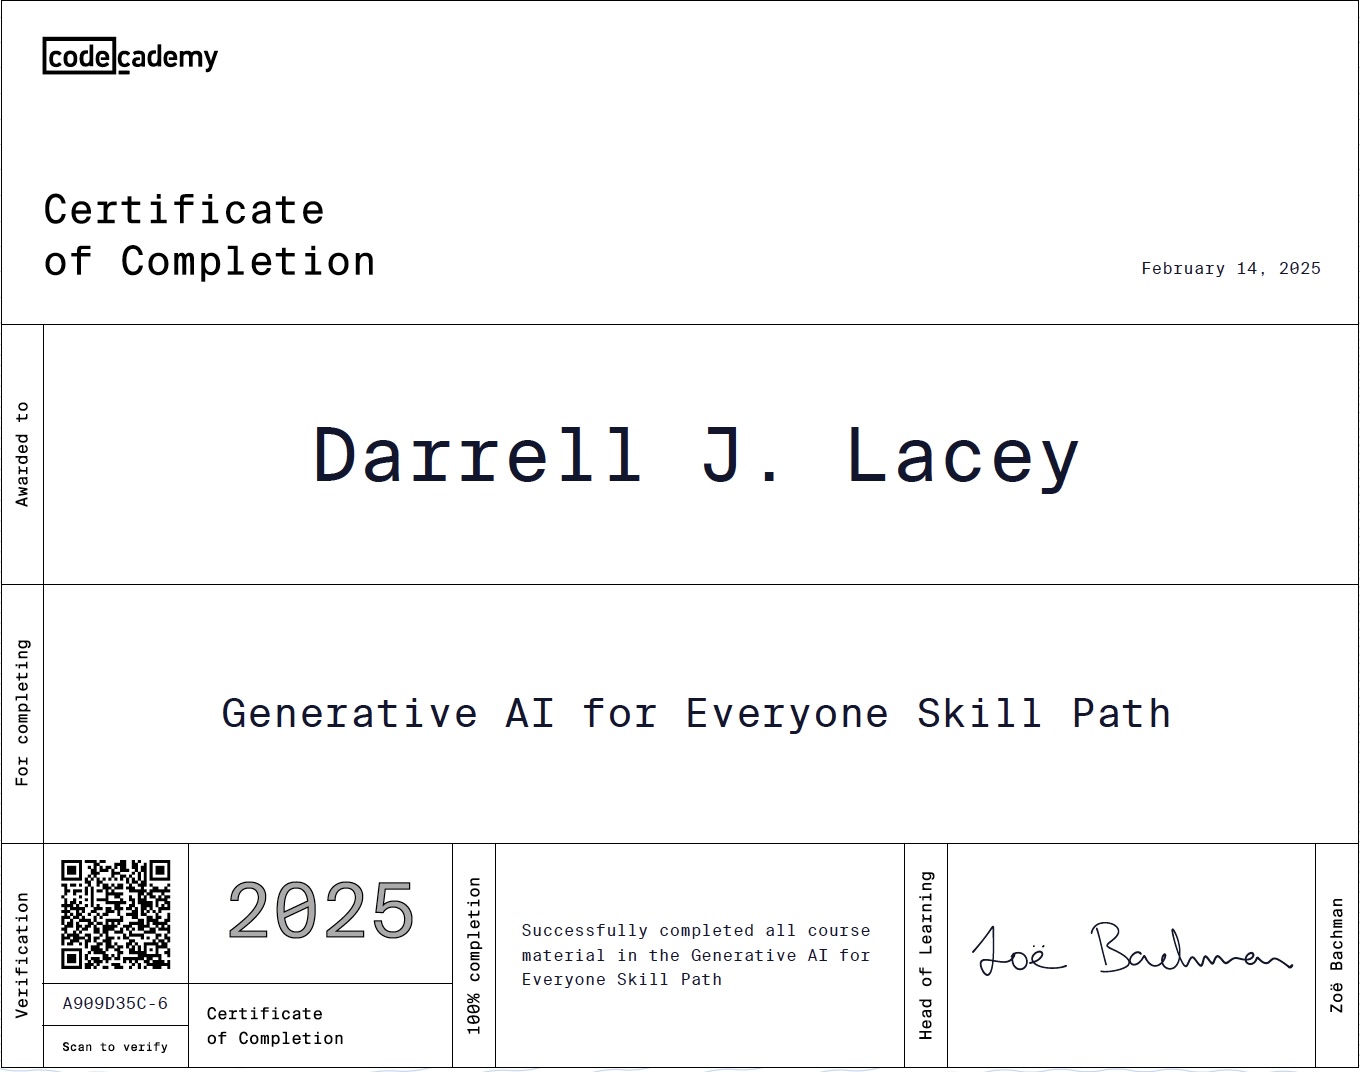 codecademy
Certificate
of Completion
February 14, 2025
Awarded to
Darrell J. Lacey
For completing
Generative AI for Everyone Skill Path
Verification
A909D35C-6
Scan to verify
2025
Certificate
of Completion
100% completion
Successfully completed all course
material in the Generative AI for
Everyone Skill Path
Head of Learning
Zoë Bachman
Zoë Bachman